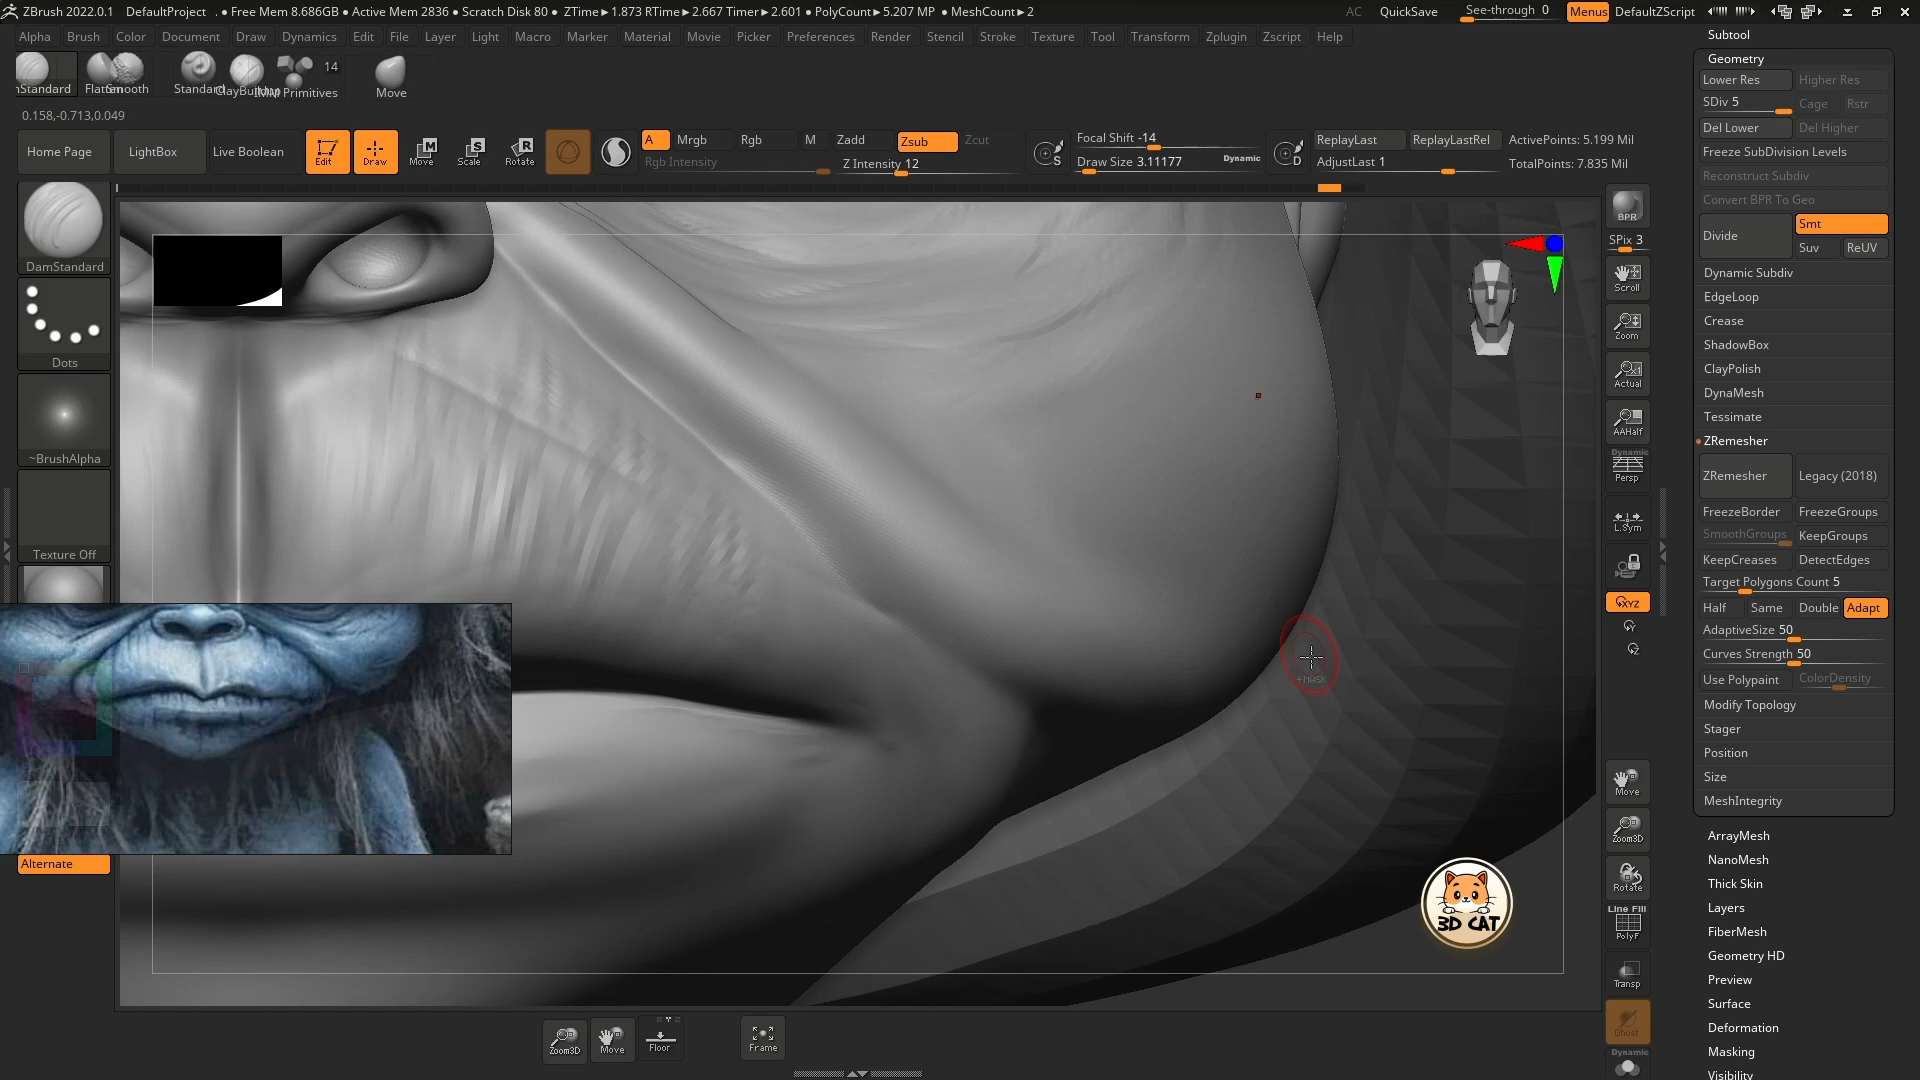 ZBrush 2022.0.1 DefaultProject . ● Free Mem 8.686GB ● Active Mem 2836 ● Scratch Disk 80 ● ZTime►1.873 RTime►2.667 Timer►2.601 ● PolyCount►5.207 MP ● MeshCount►2 AC QuickSave See-through 0 Menus DefaultZScript
Alpha Brush Color Document Draw Dynamics Edit File Layer Light Macro Marker Material Movie Picker Preferences Render Stencil Stroke Texture Tool Transform Zplugin Zscript Help
14
Standard Move
0.158,-0.713,0.049
Home Page LightBox Live Boolean Edit Draw Move Scale Rotate
A Mrgb Rgb M Zadd Zsub Zcut
Rgb Intensity Z Intensity 12
Focal Shift -14
Draw Size 3.11177 Dynamic
S D
ReplayLast ReplayLastRel ActivePoints: 5.199 Mil
AdjustLast 1 TotalPoints: 7.835 Mil
DamStandard
Dots
~BrushAlpha
Texture Off
Alternate
+MASK
3D CAT
BPR
SPix 3
Scroll
Zoom
Actual
AAHalf
Dynamic
Persp
L.Sym
XYZ
Y
Z
Move
Zoom3D
Rotate
Line Fill
PolyF
Transp
Ghost
Dynamic
Zoom3D Move Floor Frame
Subtool
Geometry
Lower Res Higher Res
SDiv 5 Cage Rstr
Del Lower Del Higher
Freeze SubDivision Levels
Reconstruct Subdiv
Convert BPR To Geo
Divide Smt
Suv ReUV
Dynamic Subdiv
EdgeLoop
Crease
ShadowBox
ClayPolish
DynaMesh
Tessimate
ZRemesher
ZRemesher Legacy (2018)
FreezeBorder FreezeGroups
SmoothGroups KeepGroups
KeepCreases DetectEdges
Target Polygons Count 5
Half Same Double Adapt
AdaptiveSize 50
Curves Strength 50
Use Polypaint ColorDensity
Modify Topology
Stager
Position
Size
MeshIntegrity
ArrayMesh
NanoMesh
Thick Skin
Layers
FiberMesh
Geometry HD
Preview
Surface
Deformation
Masking
Visibility